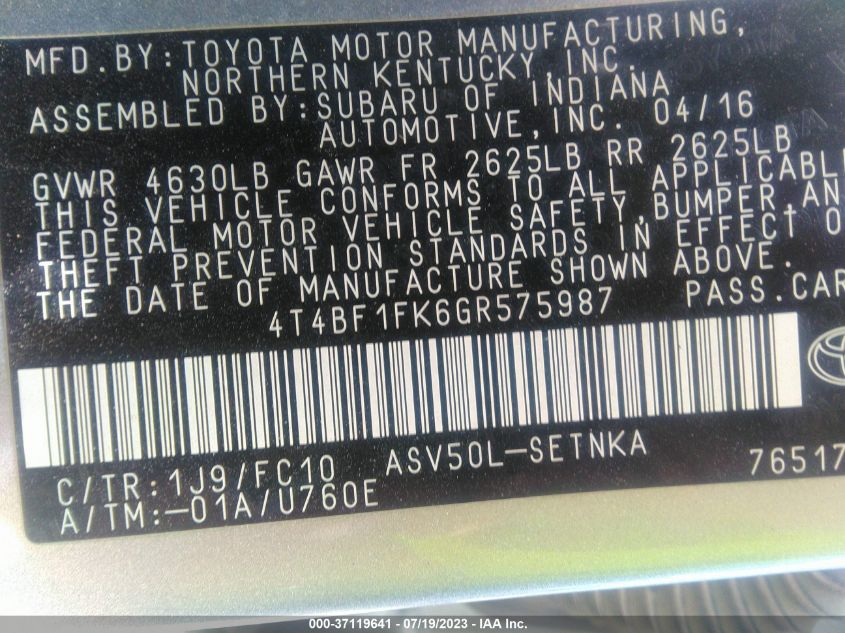 MFD.BY:TOYOTA MOTOR MANUFACTURING,
NORTHERN KENTUCKY,INC.
ASSEMBLED BY:SUBARU OF INDIANA
AUTOMOTIVE,INC. 04/16
GVWR 4630LB GAWR FR 2625LB RR 2625LB
THIS VEHICLE CONFORMS TO ALL APPLICABL
FEDERAL MOTOR VEHICLE SAFETY,BUMPER,AN
THEFT PREVENTION STANDARDS IN EFFECT O
THE DATE OF MANUFACTURE SHOWN ABOVE.
4T4BF1FK6GR575987 PASS.CAR
C/TR:1J9/FC10 ASV50L-SETNKA 76517
A/TM:-01A/U760E
000-37119641 - 07/19/2023 - IAA Inc.